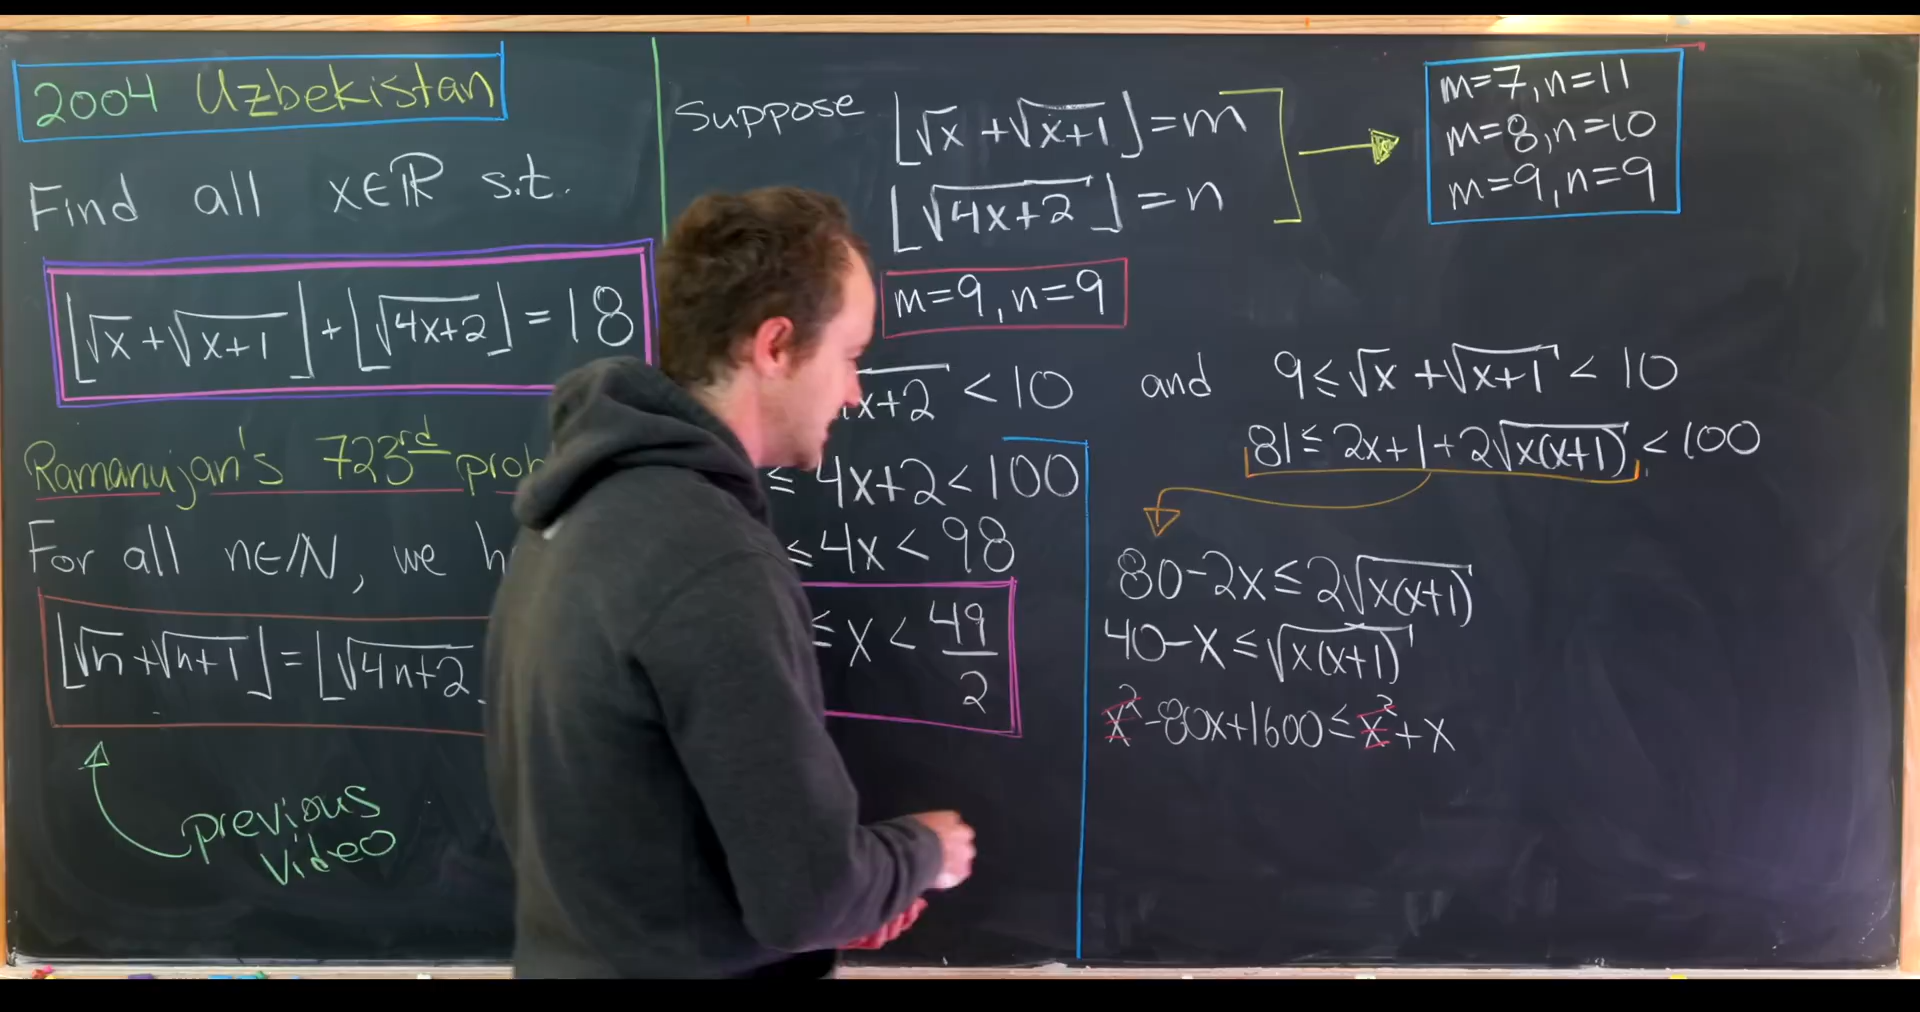 2004 Uzbekistan
Find all x∈ℝ s.t.
⌊√x + √(x+1)⌋ + ⌊√(4x+2)⌋ = 18
Ramanujan's 723rd
For all n∈ℕ, we
⌊√n + √(n+1)⌋ = ⌊√(4n+2)
previous
video
Suppose ⌊√x + √(x+1)⌋ = m
⌊√(4x+2)⌋ = n
m=7, n=11
m=8, n=10
m=9, n=9
m=9, n=9
x+2 < 10 and 9 ≤ √x + √(x+1) < 10
≤ 4x+2 < 100
≤ 4x < 98
≤ x < 49/2
81 ≤ 2x+1+2√(x(x+1)) < 100
80-2x ≤ 2√(x(x+1))
40-x ≤ √(x(x+1))
x²-80x+1600 ≤ x²+x